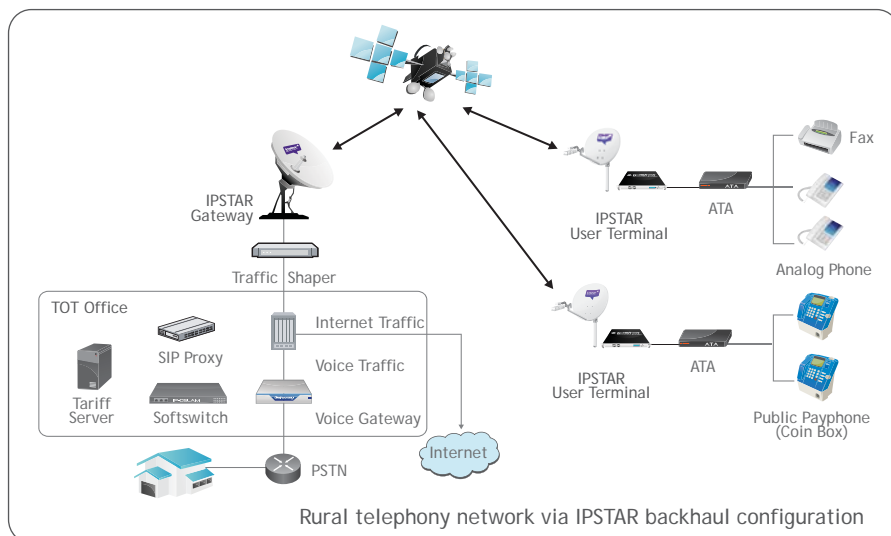 IPSTAR
Gateway
Traffic Shaper
TOT Office
Internet Traffic
SIP Proxy
Voice Traffic
Tariff
Server
Softswitch
Voice Gateway
PSTN
Internet
IPSTAR
User Terminal
ATA
ATA
Fax
Analog Phone
IPSTAR
User Terminal
ATA
ATA
Public Payphone
(Coin Box)
Rural telephony network via IPSTAR backhaul configuration